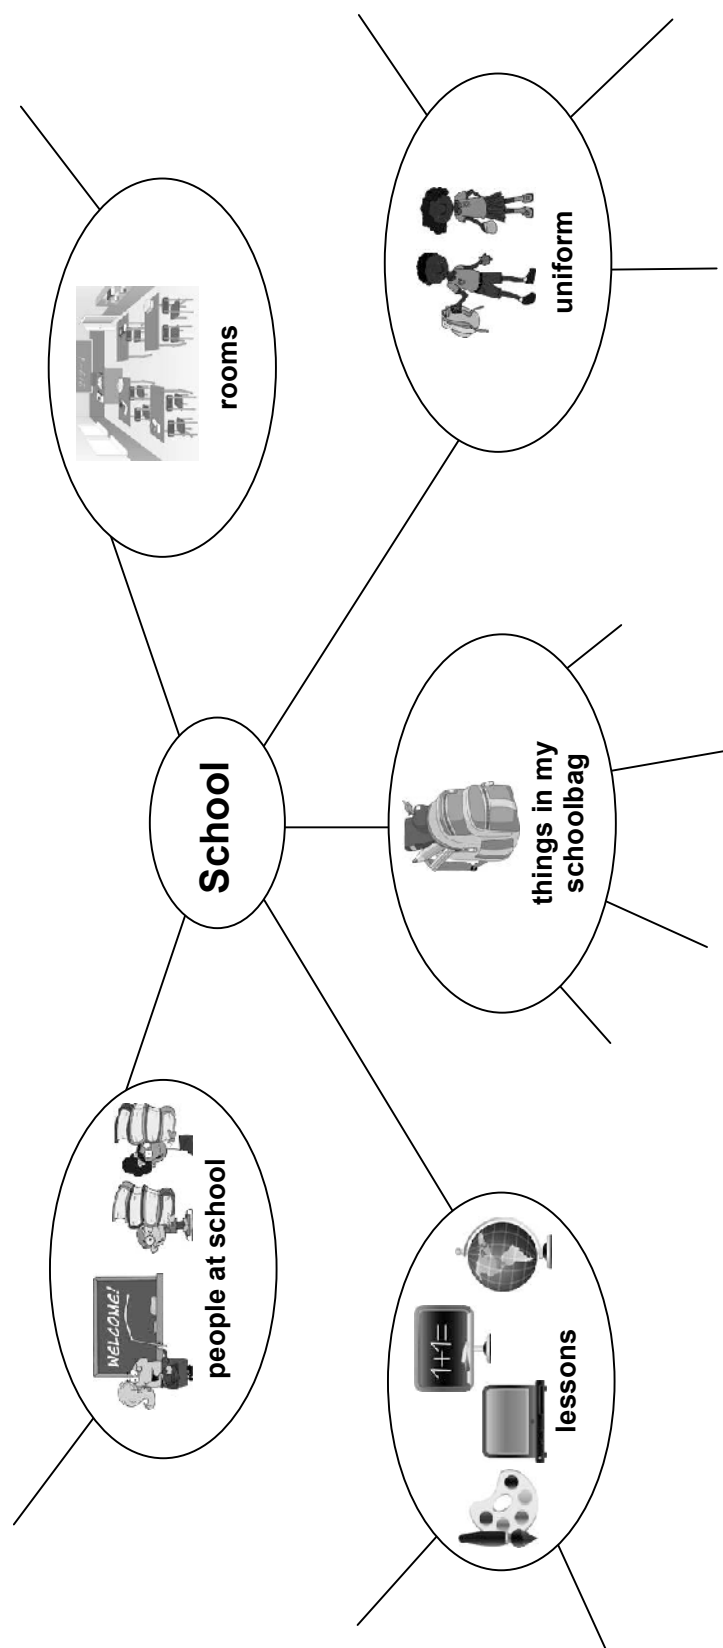 School
people at school
WELCOME!
rooms
lessons
1+1=
things in my
schoolbag
uniform